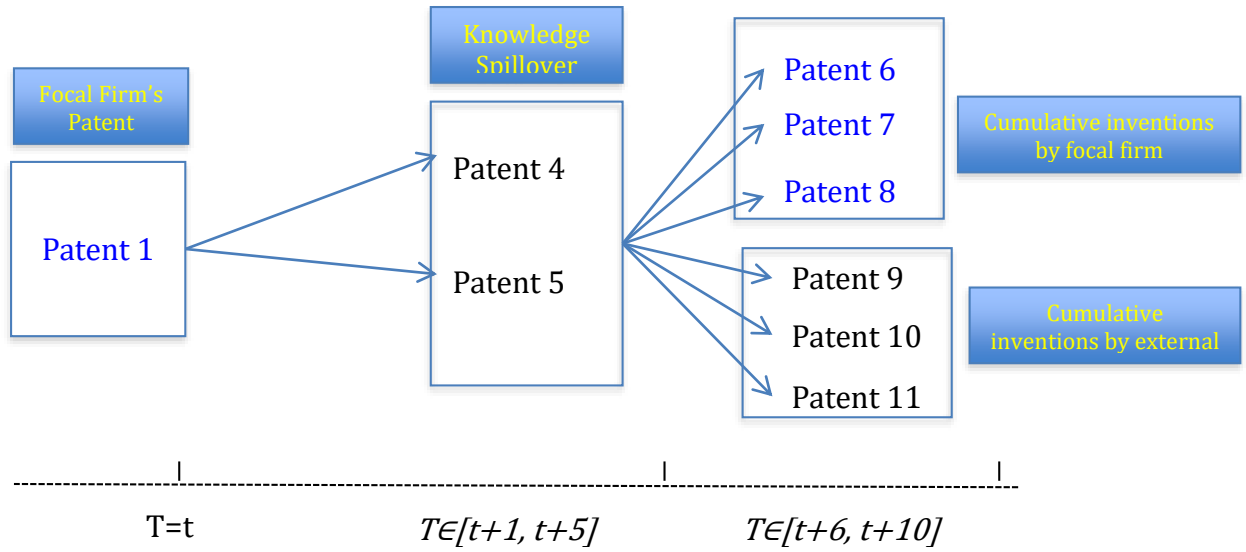 Focal Firm's
Patent
Patent 1
Knowledge
Spillover
Patent 4
Patent 5
Patent 6
Patent 7
Patent 8
Cumulative inventions
by focal firm
Patent 9
Patent 10
Patent 11
Cumulative
inventions by external
T=t
T∈[t+1, t+5]
T∈[t+6, t+10]